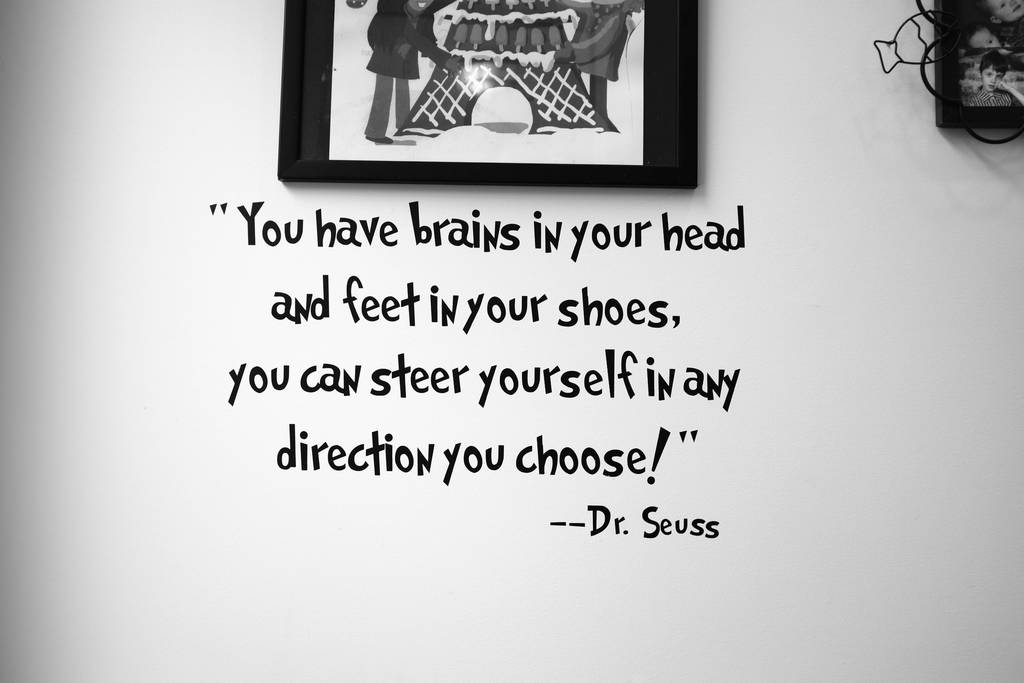 "You have brains in your head
and feet in your shoes,
you can steer yourself in any
direction you choose!"
--Dr. Seuss